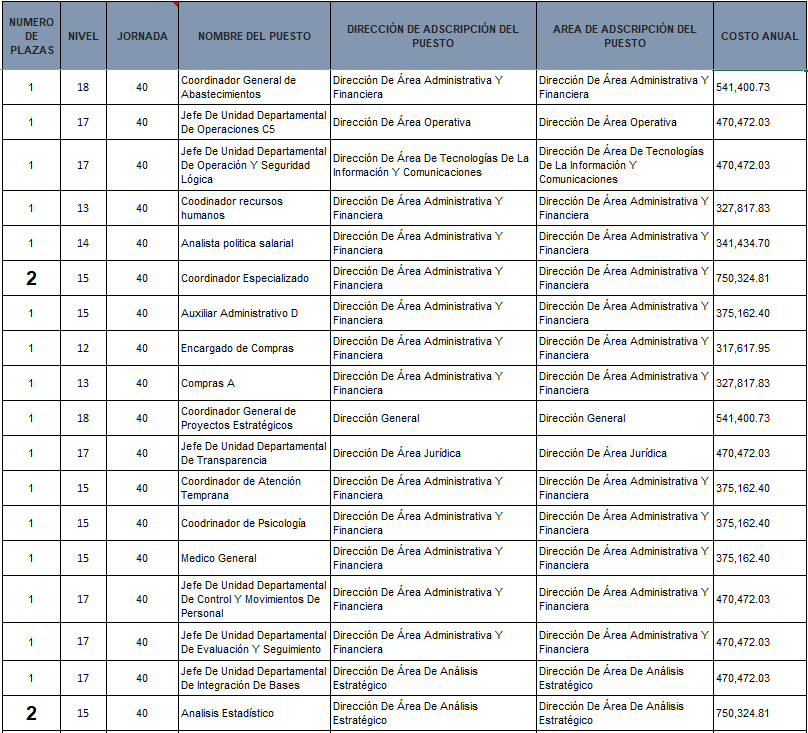 NUMERO DE PLAZAS NIVEL JORNADA NOMBRE DEL PUESTO DIRECCIÓN DE ADSCRIPCIÓN DEL PUESTO AREA DE ADSCRIPCIÓN DEL PUESTO COSTO ANUAL
1 18 40 Coordinador General de Abastecimientos Dirección De Área Administrativa Y Financiera Dirección De Área Administrativa Y Financiera 541,400.73
1 17 40 Jefe De Unidad Departamental De Operaciones C5 Dirección De Área Operativa Dirección De Área Operativa 470,472.03
1 17 40 Jefe De Unidad Departamental De Operación Y Seguridad Lógica Dirección De Área De Tecnologías De La Información Y Comunicaciones Dirección De Área De Tecnologías De La Información Y Comunicaciones 470,472.03
1 13 40 Coodinador recursos humanos Dirección De Área Administrativa Y Financiera Dirección De Área Administrativa Y Financiera 327,817.83
1 14 40 Analista politica salarial Dirección De Área Administrativa Y Financiera Dirección De Área Administrativa Y Financiera 341,434.70
2 15 40 Coordinador Especializado Dirección De Área Administrativa Y Financiera Dirección De Área Administrativa Y Financiera 750,324.81
1 15 40 Auxiliar Administrativo D Dirección De Área Administrativa Y Financiera Dirección De Área Administrativa Y Financiera 375,162.40
1 12 40 Encargado de Compras Dirección De Área Administrativa Y Financiera Dirección De Área Administrativa Y Financiera 317,617.95
1 13 40 Compras A Dirección De Área Administrativa Y Financiera Dirección De Área Administrativa Y Financiera 327,817.83
1 18 40 Coordinador General de Proyectos Estratégicos Dirección General Dirección General 541,400.73
1 17 40 Jefe De Unidad Departamental De Transparencia Dirección De Área Jurídica Dirección De Área Jurídica 470,472.03
1 15 40 Coordinador de Atención Temprana Dirección De Área Administrativa Y Financiera Dirección De Área Administrativa Y Financiera 375,162.40
1 15 40 Coodrinador de Psicología Dirección De Área Administrativa Y Financiera Dirección De Área Administrativa Y Financiera 375,162.40
1 15 40 Medico General Dirección De Área Administrativa Y Financiera Dirección De Área Administrativa Y Financiera 375,162.40
1 17 40 Jefe De Unidad Departamental De Control Y Movimientos De Personal Dirección De Área Administrativa Y Financiera Dirección De Área Administrativa Y Financiera 470,472.03
1 17 40 Jefe De Unidad Departamental De Evaluación Y Seguimiento Dirección De Área Administrativa Y Financiera Dirección De Área Administrativa Y Financiera 470,472.03
1 17 40 Jefe De Unidad Departamental De Integración De Bases Dirección De Área De Análisis Estratégico Dirección De Área De Análisis Estratégico 470,472.03
2 15 40 Analisis Estadístico Dirección De Área De Análisis Estratégico Dirección De Área De Análisis Estratégico 750,324.81